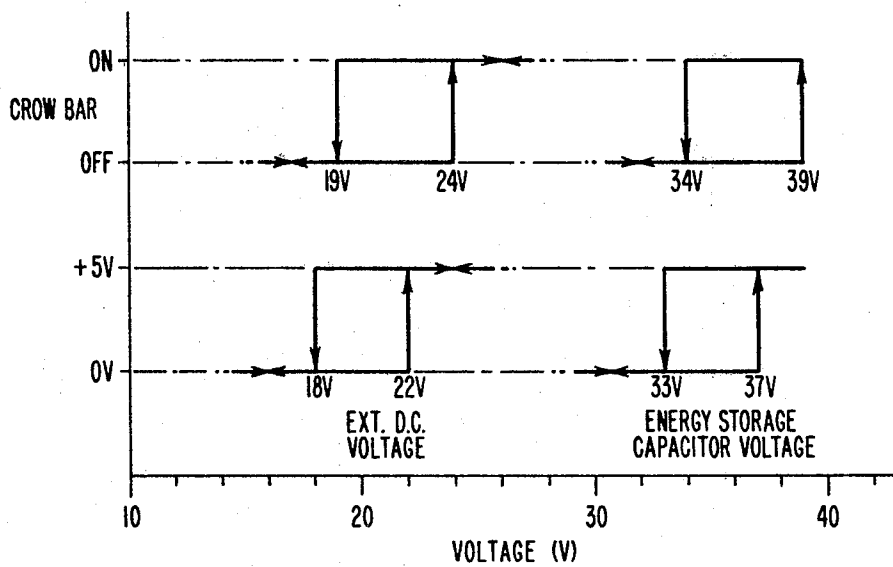 ON
CROW BAR
OFF
19V
24V
34V
39V
+5V
0V
18V
22V
33V
37V
EXT. D.C.
VOLTAGE
ENERGY STORAGE
CAPACITOR VOLTAGE
10
20
30
40
VOLTAGE (V)